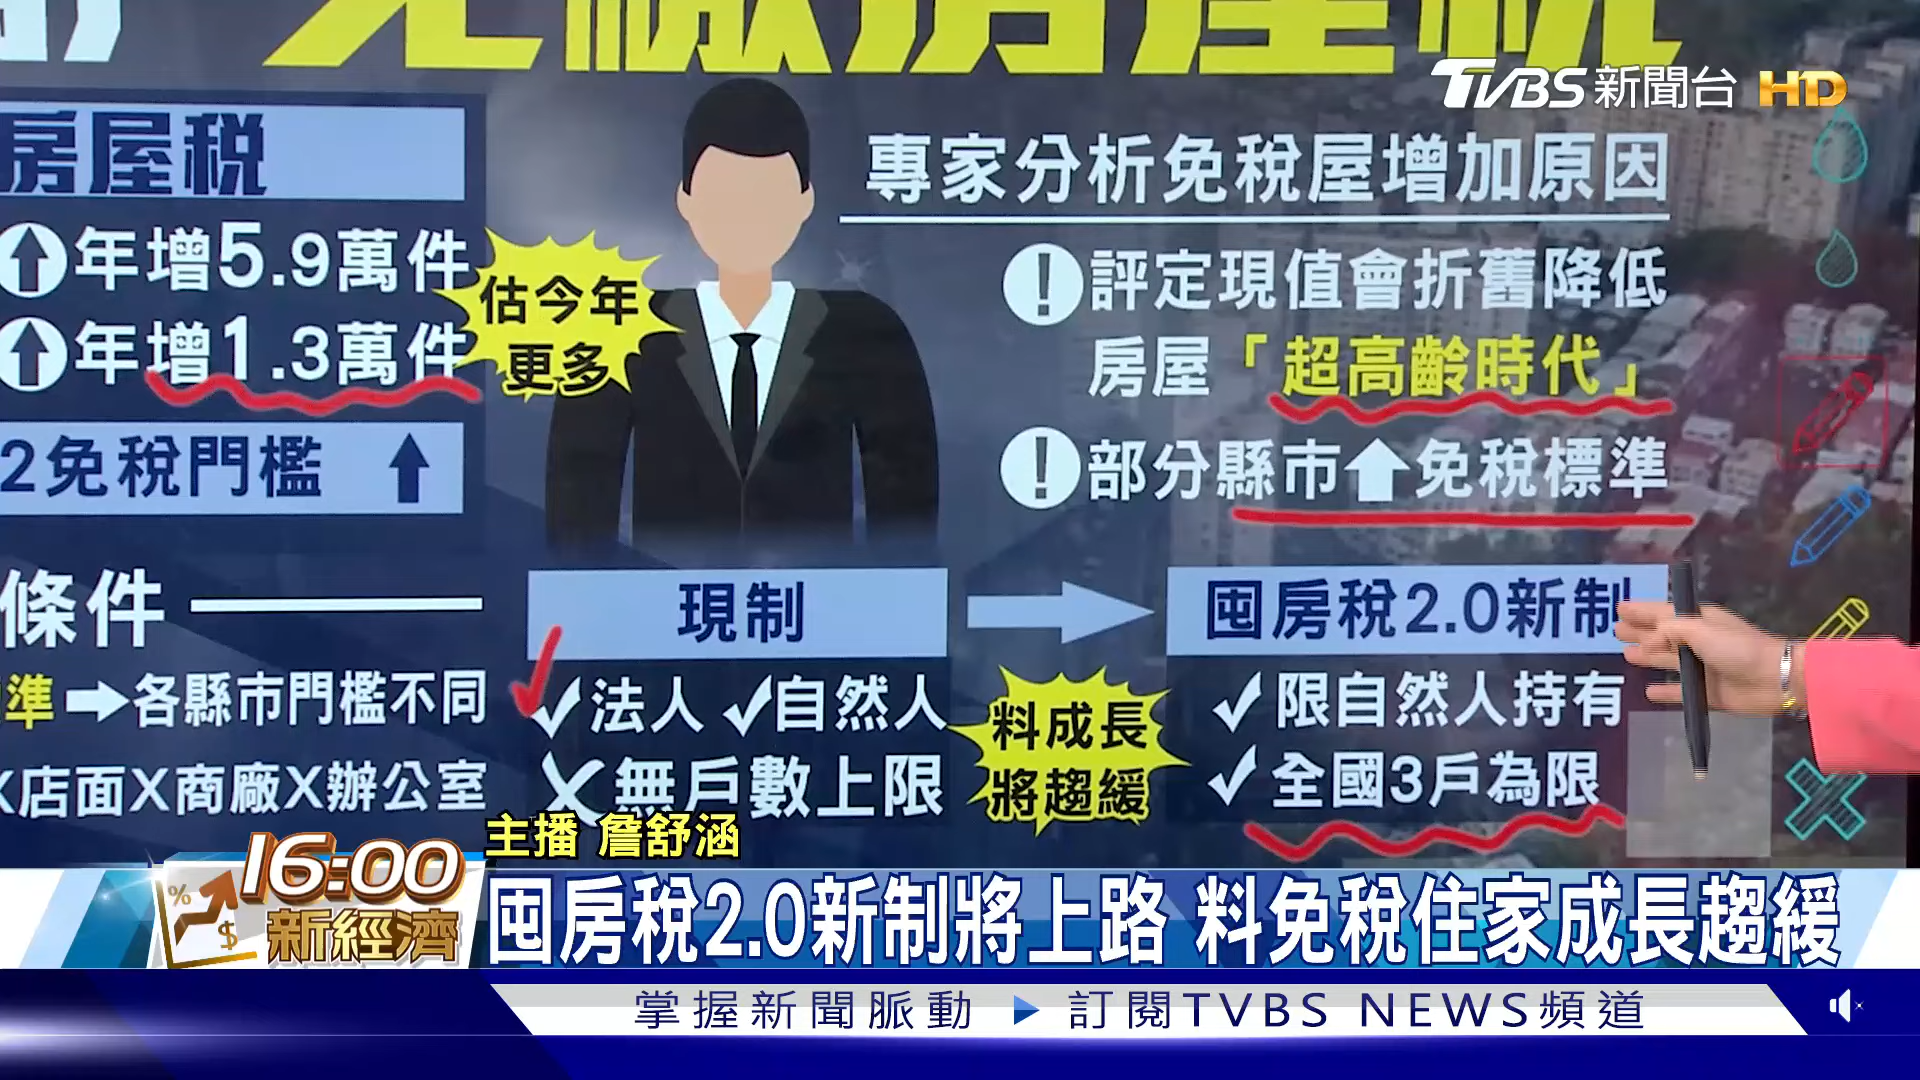 免繳房屋稅
TVBS新聞台 HD
房屋稅
年增5.9萬件
年增1.3萬件
估今年
更多
2免稅門檻
條件
準➡各縣市門檻不同
X店面X商廠X辦公室
專家分析免稅屋增加原因
評定現值會折舊降低
房屋「超高齡時代」
部分縣市⬆免稅標準
現制
✓法人 ✓自然人
X無戶數上限
料成長
將趨緩
囤房稅2.0新制
✓限自然人持有
✓全國3戶為限
主播 詹舒涵
16:00
新經濟
% $
囤房稅2.0新制將上路 料免稅住家成長趨緩
掌握新聞脈動 ▶ 訂閱TVBS NEWS頻道